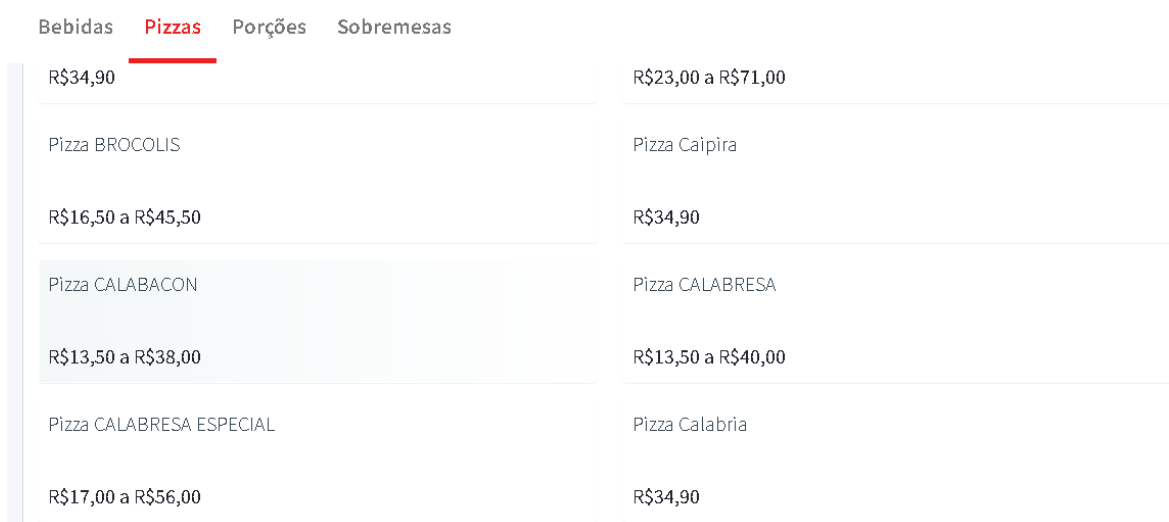 Bebidas Pizzas Porções Sobremesas
R$34,90 R$23,00 a R$71,00
Pizza BROCOLIS Pizza Caipira
R$16,50 a R$45,50 R$34,90
Pizza CALABACON Pizza CALABRESA
R$13,50 a R$38,00 R$13,50 a R$40,00
Pizza CALABRESA ESPECIAL Pizza Calabria
R$17,00 a R$56,00 R$34,90